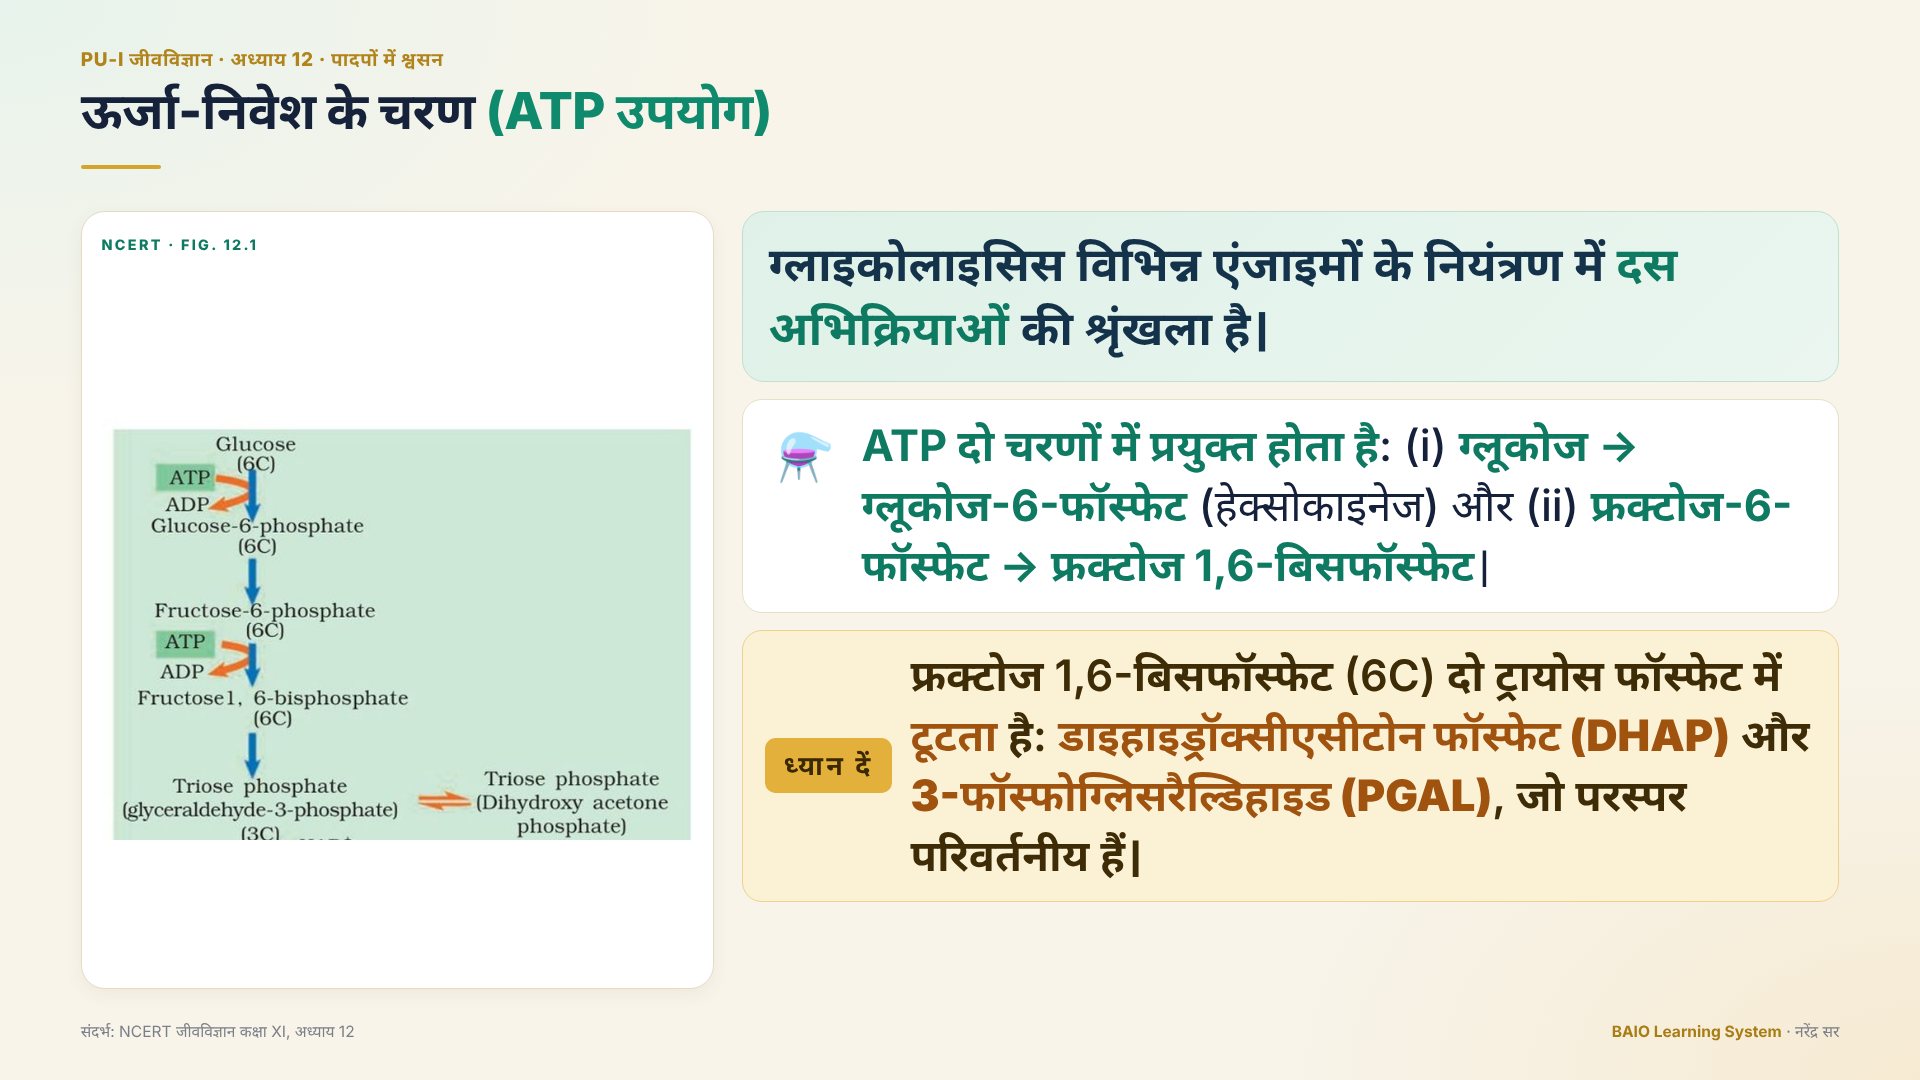 PU-I जीवविज्ञान · अध्याय 12 · पादपों में श्वसन
ऊर्जा-निवेश के चरण (ATP उपयोग)
NCERT · FIG. 12.1
Glucose
(6C)
ATP
ADP
Glucose-6-phosphate
(6C)
Fructose-6-phosphate
(6C)
ATP
ADP
Fructose1, 6-bisphosphate
(6C)
Triose phosphate
(glyceraldehyde-3-phosphate)
(3C)
Triose phosphate
(Dihydroxy acetone
phosphate)
ग्लाइकोलाइसिस विभिन्न एंजाइमों के नियंत्रण में दस
अभिक्रियाओं की श्रृंखला है|
ATP दो चरणों में प्रयुक्त होता है: (i) ग्लूकोज →
ग्लूकोज-6-फॉस्फेट (हेक्सोकाइनेज) और (ii) फ्रक्टोज-6-
फॉस्फेट → फ्रक्टोज 1,6-बिसफॉस्फेट|
ध्यान दें
फ्रक्टोज 1,6-बिसफॉस्फेट (6C) दो ट्रायोस फॉस्फेट में
टूटता है: डाइहाइड्रॉक्सीएसीटोन फॉस्फेट (DHAP) और
3-फॉस्फोग्लिसरैल्डिहाइड (PGAL), जो परस्पर
परिवर्तनीय हैं|
संदर्भ: NCERT जीवविज्ञान कक्षा XI, अध्याय 12
BAIO Learning System · नरेंद्र सर